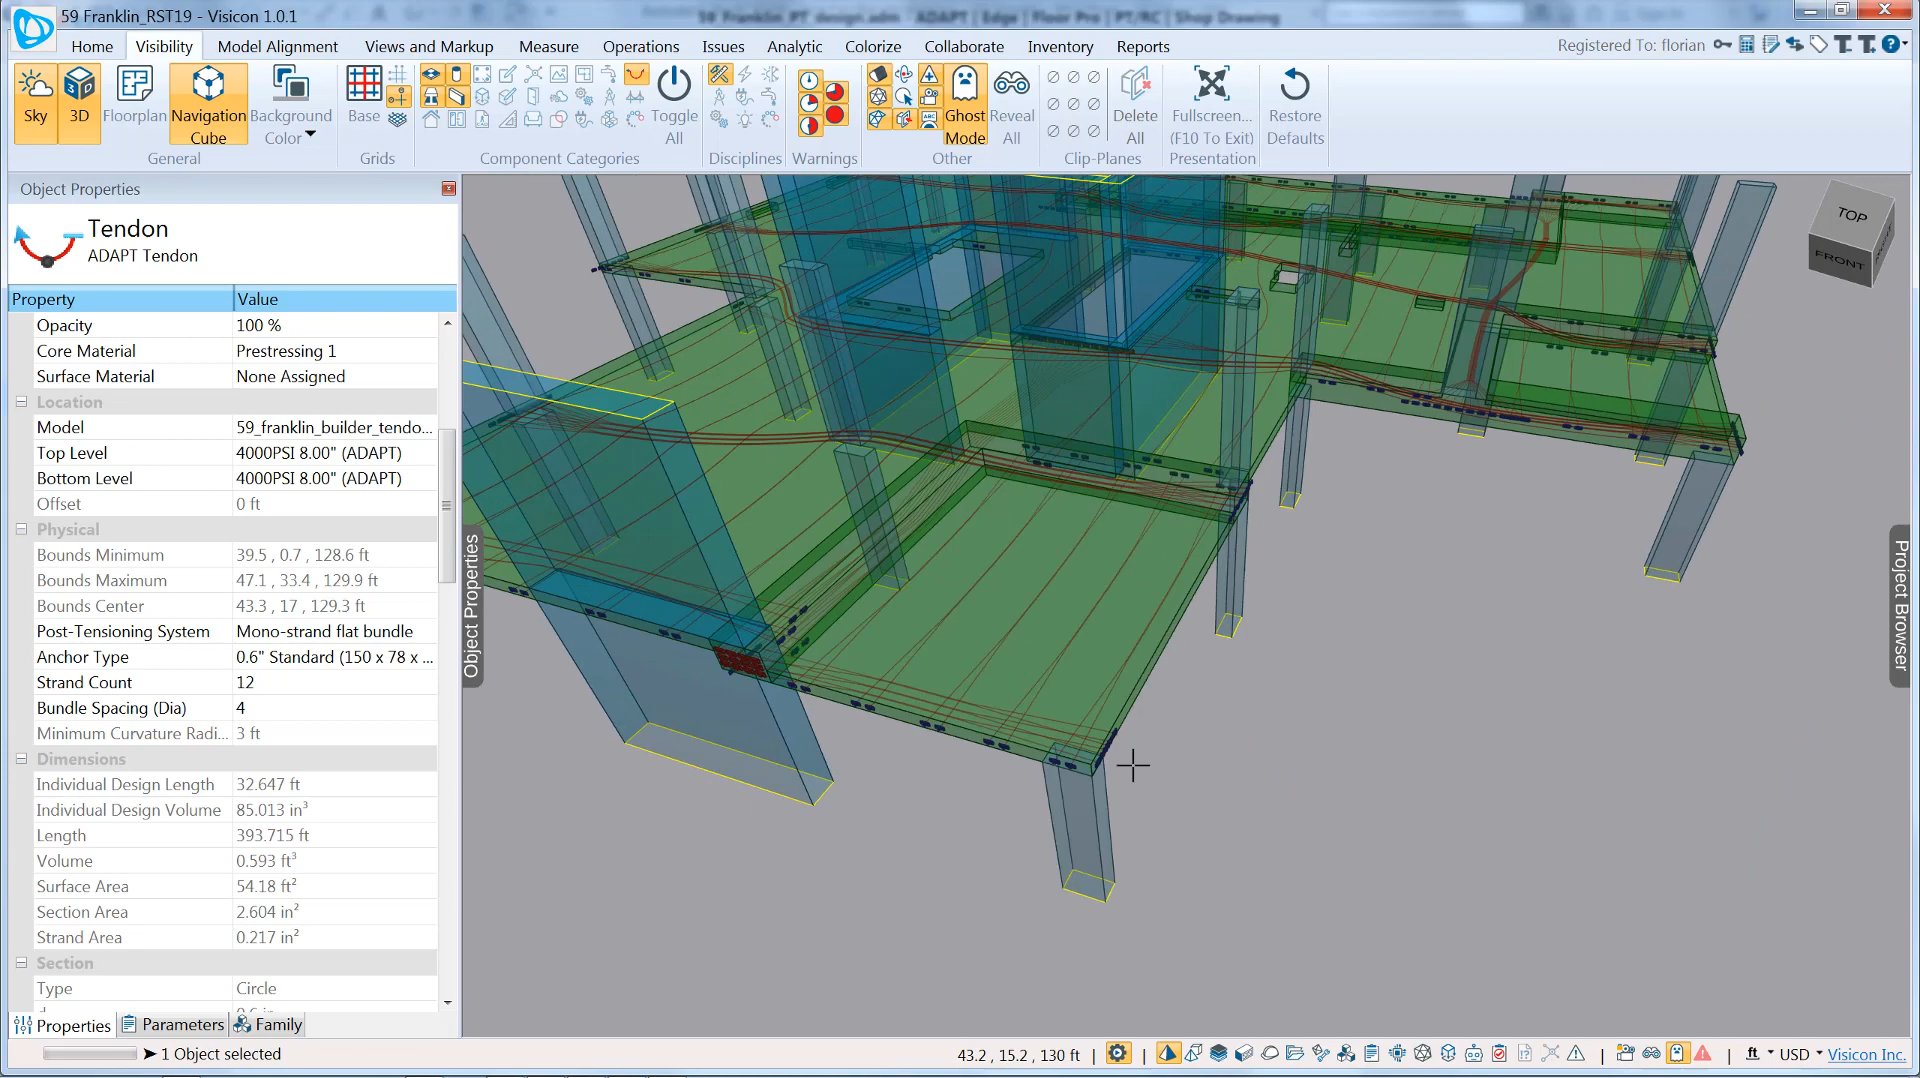 59 Franklin_RST19 - Visicon 1.0.1
59_Franklin_PT_design.adm - ADAPT | Edge | Floor Pro | PT/RC | Shop Drawing
Home Visibility Model Alignment Views and Markup Measure Operations Issues Analytic Colorize Collaborate Inventory Reports
Registered To: florian
Sky 3D Floorplan Navigation Cube Background Color
General
Base
Grids
Toggle All
Component Categories
Disciplines
Warnings
Ghost Mode Reveal All
Other
Delete All
Clip-Planes
Fullscreen... (F10 To Exit)
Presentation
Restore Defaults
Object Properties
Tendon
ADAPT Tendon
Property Value
Opacity 100 %
Core Material Prestressing 1
Surface Material None Assigned
Location
Model 59_franklin_builder_tendo...
Top Level 4000PSI 8.00" (ADAPT)
Bottom Level 4000PSI 8.00" (ADAPT)
Offset 0 ft
Physical
Bounds Minimum 39.5 , 0.7 , 128.6 ft
Bounds Maximum 47.1 , 33.4 , 129.9 ft
Bounds Center 43.3 , 17 , 129.3 ft
Post-Tensioning System Mono-strand flat bundle
Anchor Type 0.6" Standard (150 x 78 x ...
Strand Count 12
Bundle Spacing (Dia) 4
Minimum Curvature Radi... 3 ft
Dimensions
Individual Design Length 32.647 ft
Individual Design Volume 85.013 in³
Length 393.715 ft
Volume 0.593 ft³
Surface Area 54.18 ft²
Section Area 2.604 in²
Strand Area 0.217 in²
Section
Type Circle
Properties Parameters Family
Object Properties
TOP
FRONT
Project Browser
1 Object selected
43.2 , 15.2 , 130 ft
ft USD Visicon Inc.